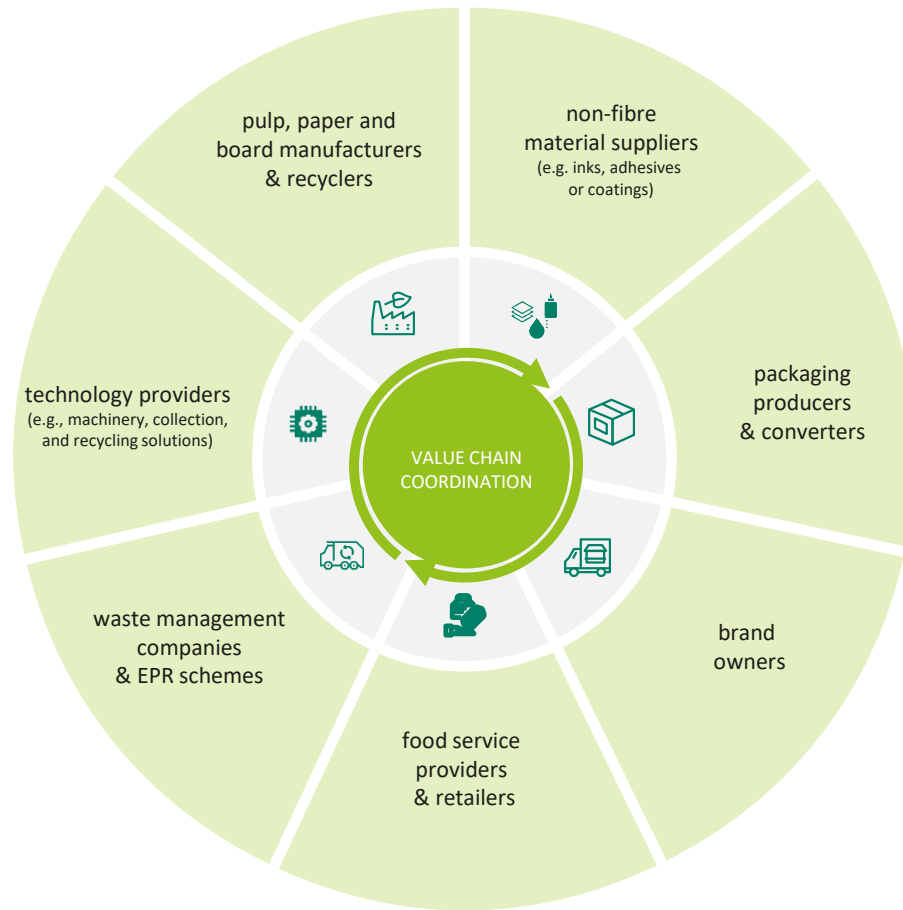 pulp, paper and
board manufacturers
& recyclers
non-fibre
material suppliers
(e.g. inks, adhesives
or coatings)
packaging
producers
& converters
brand
owners
food service
providers
& retailers
waste management
companies
& EPR schemes
technology providers
(e.g., machinery, collection,
and recycling solutions)
VALUE CHAIN
COORDINATION